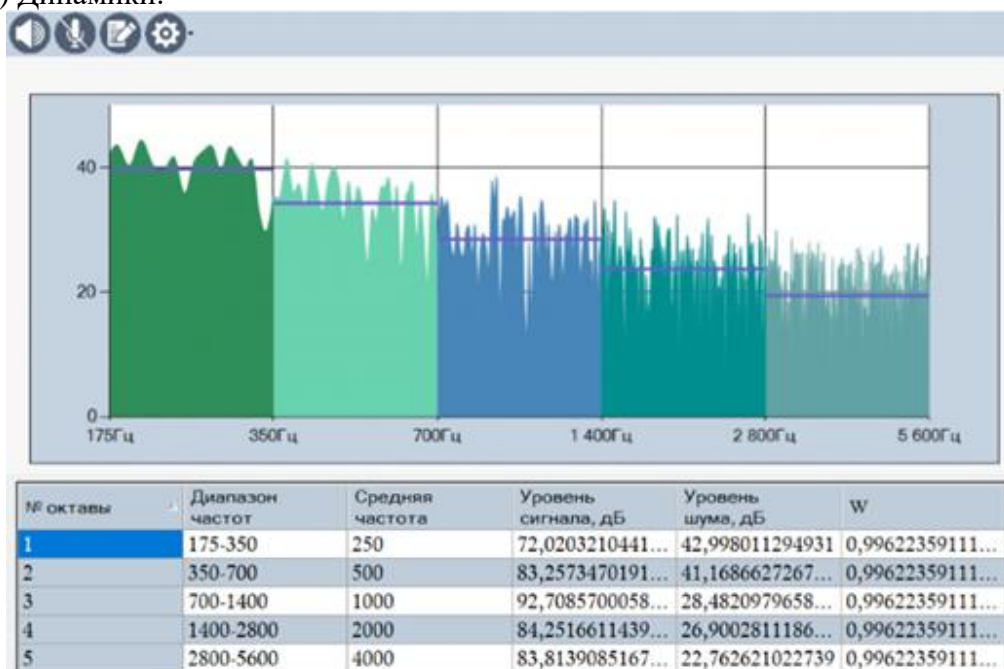 ) Динамики:
40
20
0
175Гц 350Гц 700Гц 1 400Гц 2 800Гц 5 600Гц
№ октавы Диапазон частот Средняя частота Уровень сигнала, дБ Уровень шума, дБ W
1 175-350 250 72,0203210441... 42,998011294931 0,99622359111...
2 350-700 500 83,2573470191... 41,1686627267... 0,99622359111...
3 700-1400 1000 92,7085700058... 28,4820979658... 0,99622359111...
4 1400-2800 2000 84,2516611439... 26,9002811186... 0,99622359111...
5 2800-5600 4000 83,8139085167... 22,762621022739 0,99622359111...